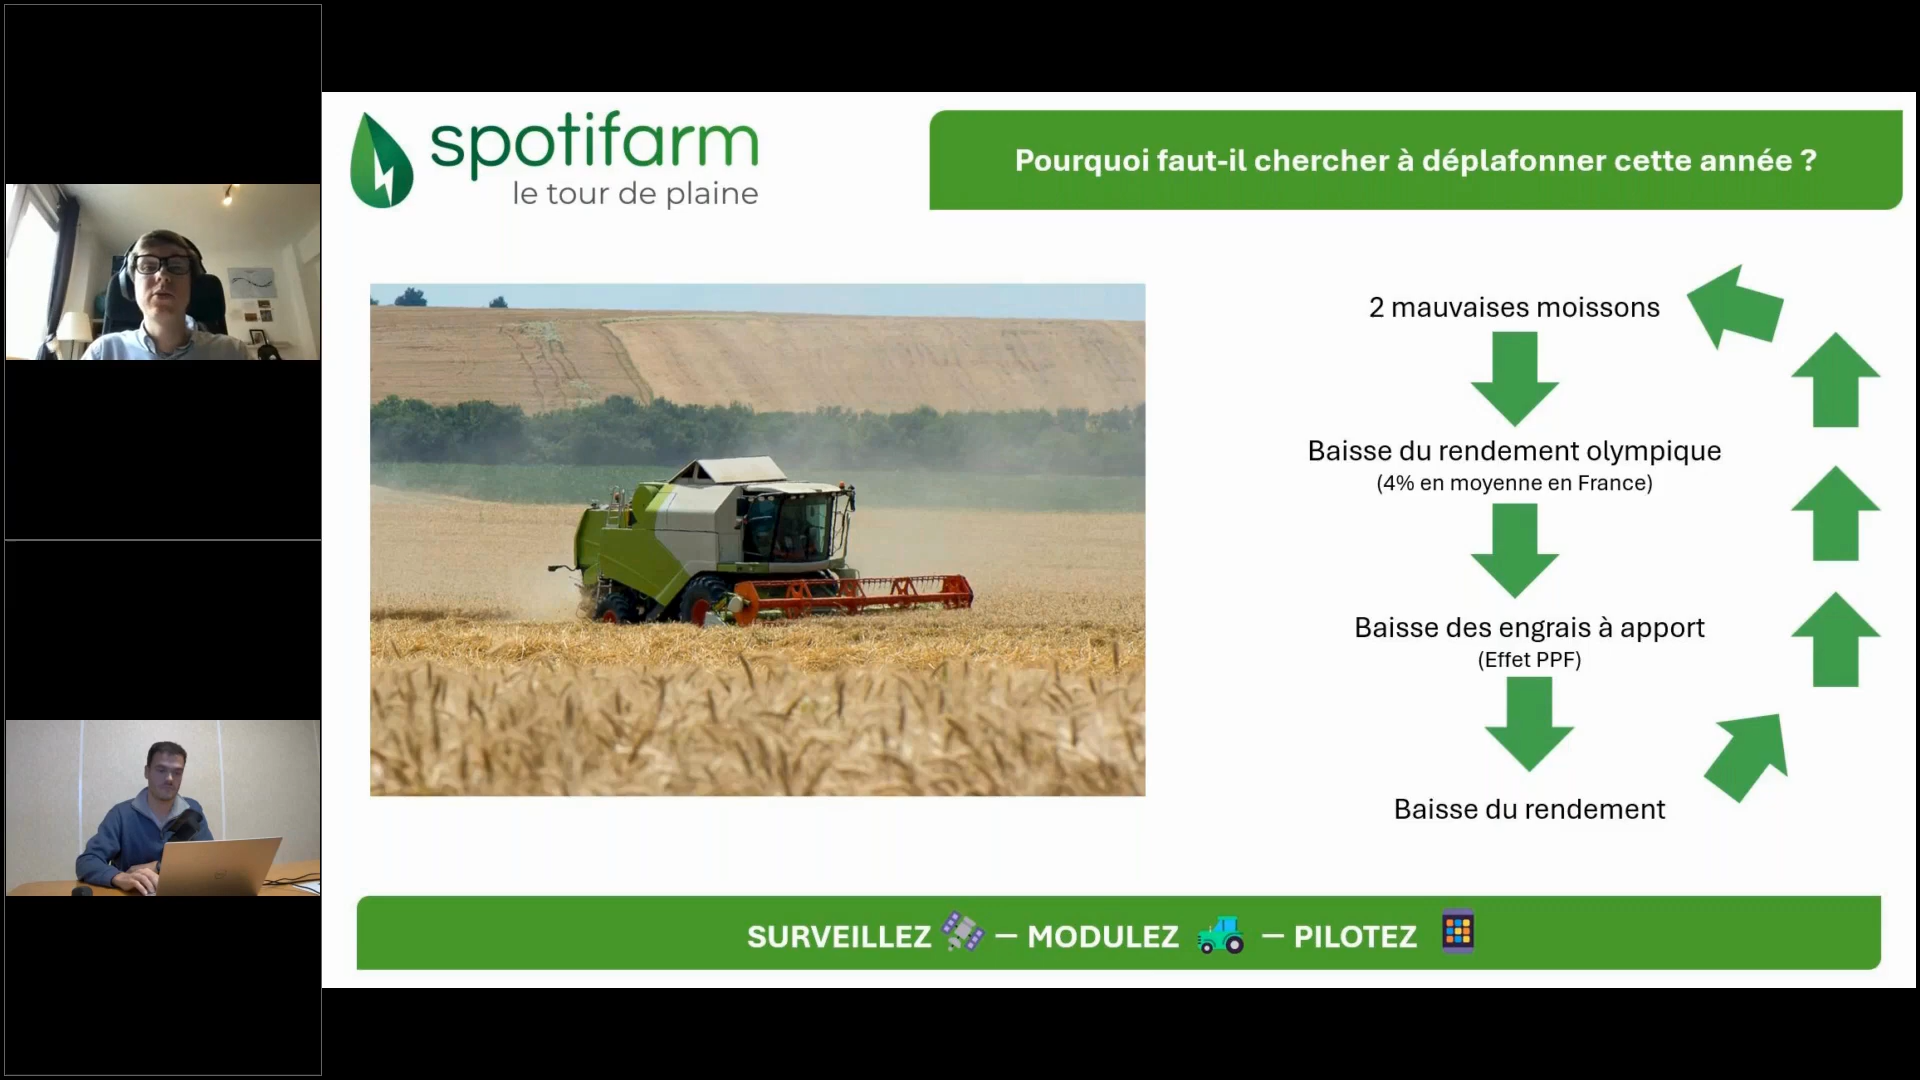 spotifarm
le tour de plaine
Pourquoi faut-il chercher à déplafonner cette année ?
2 mauvaises moissons
Baisse du rendement olympique
(4% en moyenne en France)
Baisse des engrais à apport
(Effet PPF)
Baisse du rendement
SURVEILLEZ – MODULEZ – PILOTEZ